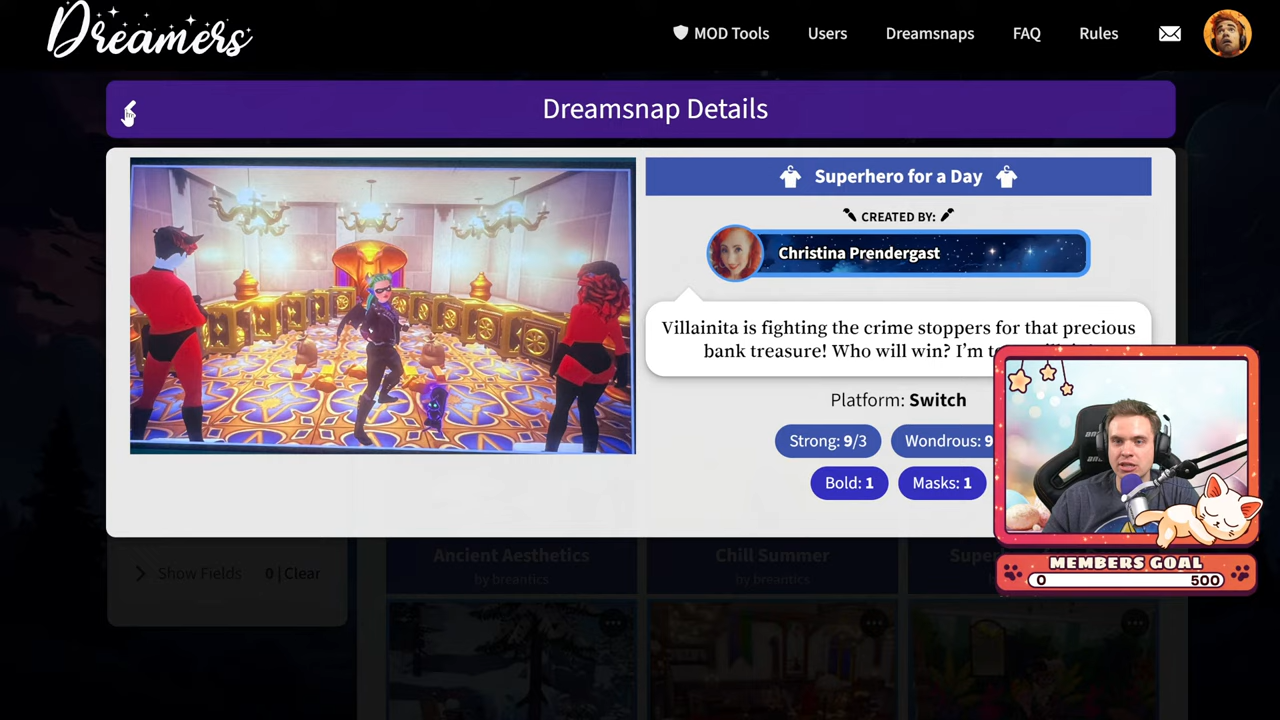 Dreamers
MOD Tools
Users
Dreamsnaps
FAQ
Rules
Dreamsnap Details
Superhero for a Day
CREATED BY:
Christina Prendergast
Villainita is fighting the crime stoppers for that precious
bank treasure! Who will win? I'm
Platform: Switch
Strong: 9/3
Wondrous: 9
Bold: 1
Masks: 1
Show Fields
0 | Clear
Ancient Aesthetics
by breantics
Chill Summer
by breantics
MEMBERS GOAL
0
500